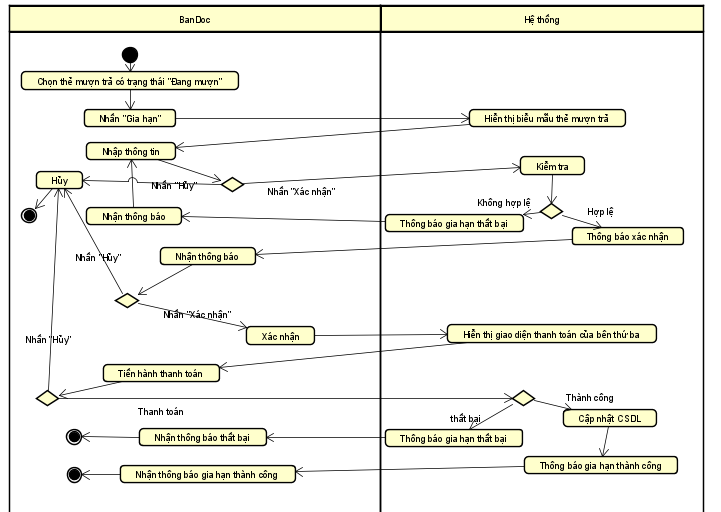 BanDoc
Hệ thống
Chọn thẻ mượn trả có trạng thái "Đang mượn"
Nhấn "Gia hạn"
Hiển thị biểu mẫu thẻ mượn trả
Nhập thông tin
Kiểm tra
Hủy
Nhấn "Hủy"
Nhấn "Xác nhận"
Không hợp lệ
Hợp lệ
Nhận thông báo
Thông báo gia hạn thất bại
Thông báo xác nhận
Nhận thông báo
Nhấn "Hủy"
Nhấn "Xác nhận"
Xác nhận
Hiển thị giao diện thanh toán của bên thứ ba
Nhấn "Hủy"
Tiến hành thanh toán
Thành công
Thanh toán
thất bại
Cập nhật CSDL
Nhận thông báo thất bại
Thông báo gia hạn thất bại
Nhận thông báo gia hạn thành công
Thông báo gia hạn thành công